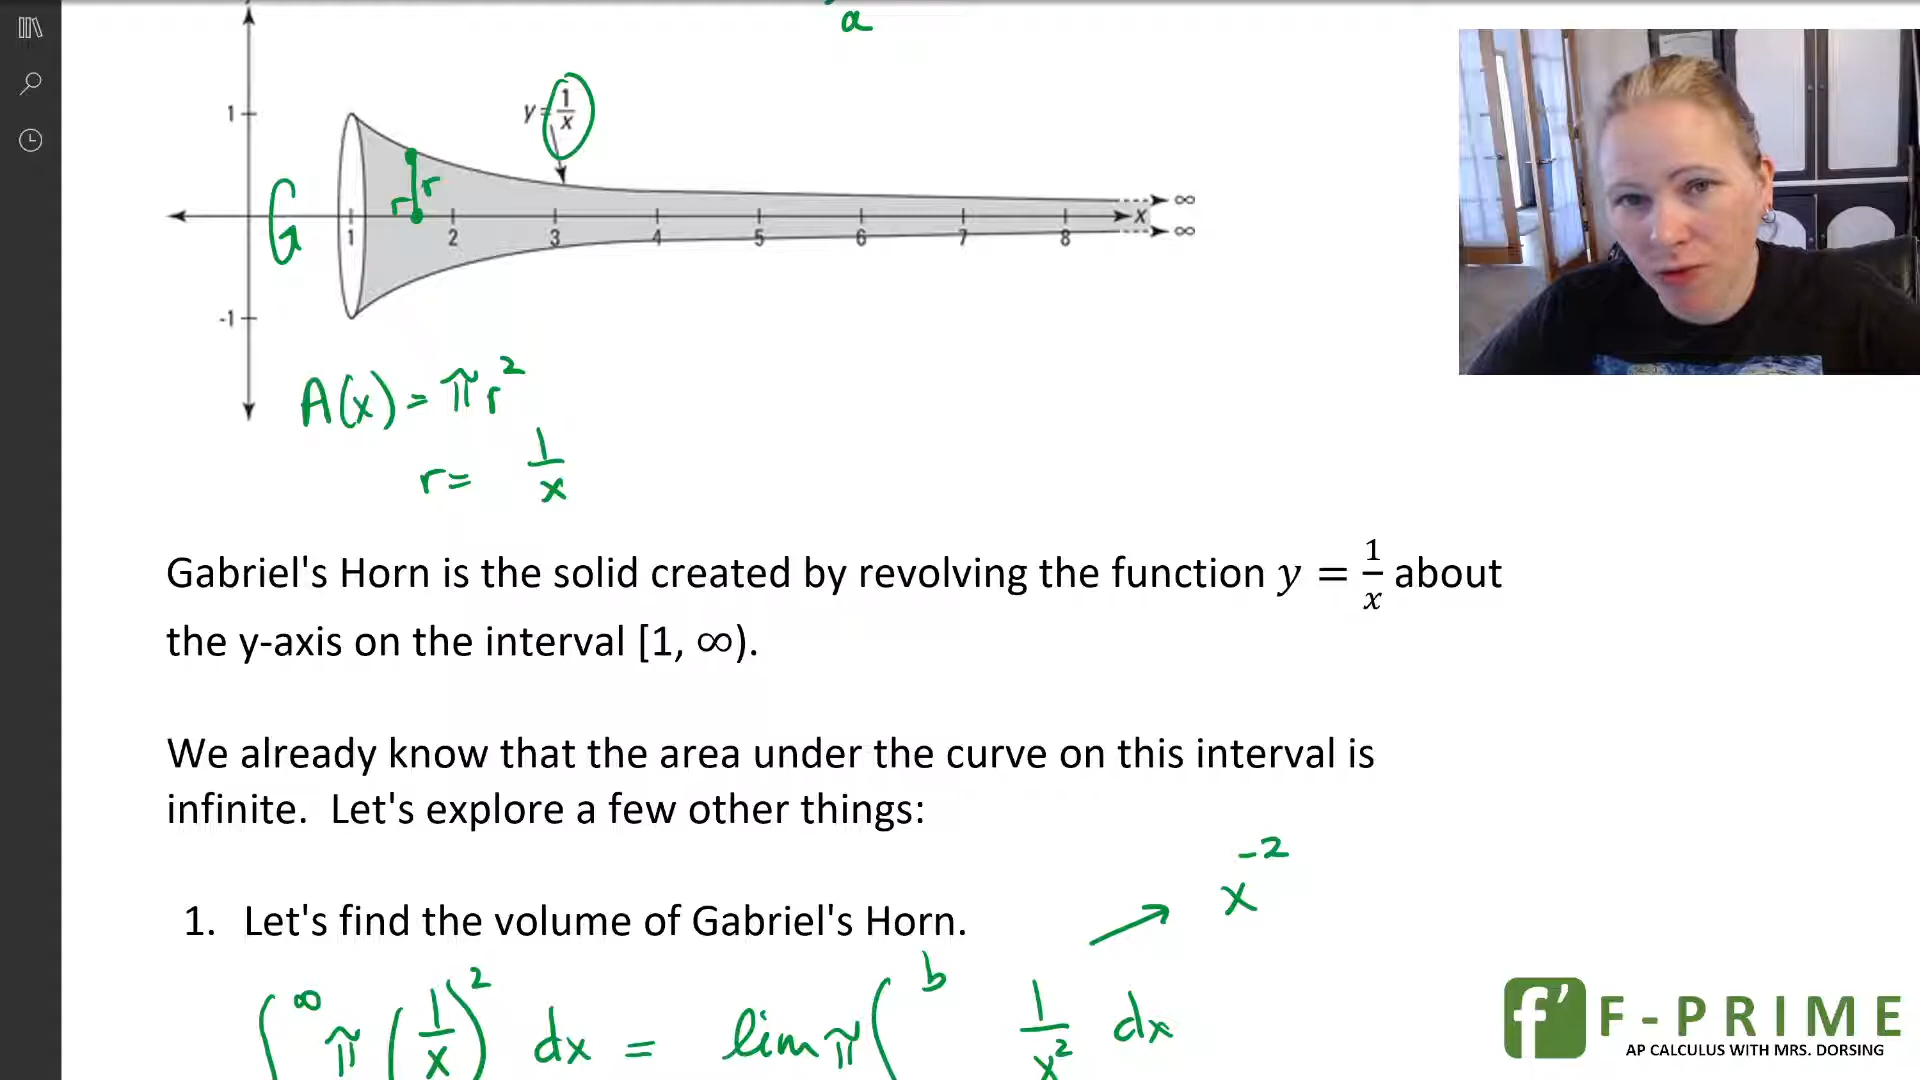 a
1
y = 1/x
r
r
G
∞
x
∞
1 2 3 4 5 6 7 8
-1
A(x) = πr²
r = 1/x
Gabriel's Horn is the solid created by revolving the function y = 1/x about
the y-axis on the interval [1, ∞).
We already know that the area under the curve on this interval is
infinite. Let's explore a few other things:
x⁻²
1. Let's find the volume of Gabriel's Horn.
∫^∞ π (1/x)² dx = lim π ∫^b 1/x² dx
f' F-PRIME
AP CALCULUS WITH MRS. DORSING